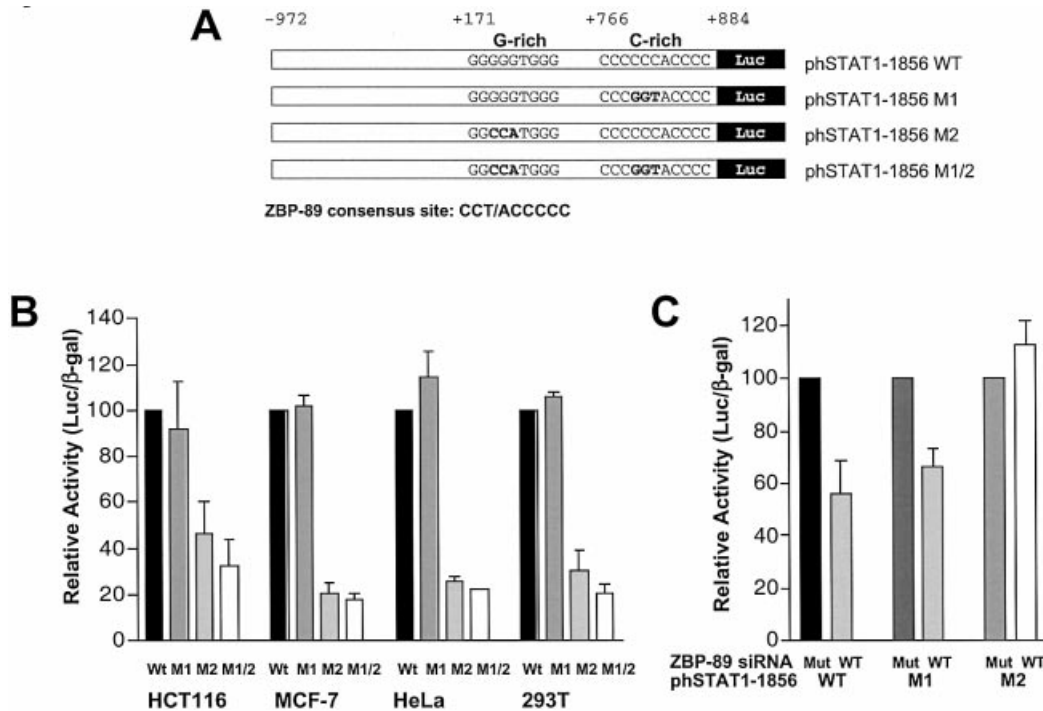 A
-972 +171 +766 +884
G-rich C-rich
GGGGGTGGG CCCCCCACCCC Luc phSTAT1-1856 WT
GGGGGTGGG CCCGGTACCCC Luc phSTAT1-1856 M1
GGCCATGGG CCCCCCACCCC Luc phSTAT1-1856 M2
GGCCATGGG CCCGGTACCCC Luc phSTAT1-1856 M1/2
ZBP-89 consensus site: CCT/ACCCCC
B
Relative Activity (Luc/β-gal)
140
120
100
80
60
40
20
0
Wt M1 M2 M1/2 Wt M1 M2 M1/2 Wt M1 M2 M1/2 Wt M1 M2 M1/2
HCT116 MCF-7 HeLa 293T
C
Relative Activity (Luc/β-gal)
120
100
80
60
40
20
0
ZBP-89 siRNA Mut WT Mut WT Mut WT
phSTAT1-1856 WT M1 M2